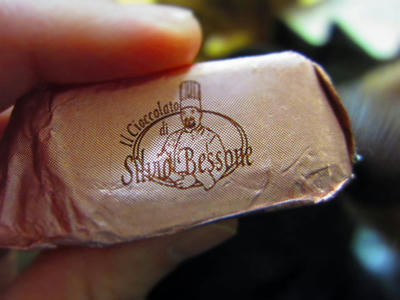 Il Cioccolato
di
Silvio Bessone